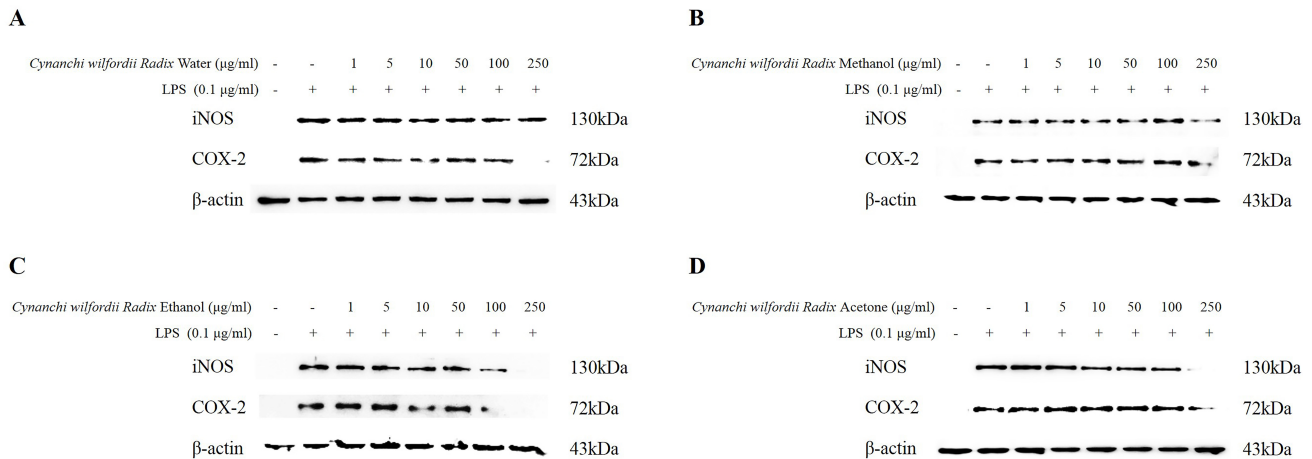 A
Cynanchi wilfordii Radix Water (μg/ml) - - 1 5 10 50 100 250
LPS (0.1 μg/ml) - + + + + + + +
iNOS 130kDa
COX-2 72kDa
β-actin 43kDa
B
Cynanchi wilfordii Radix Methanol (μg/ml) - - 1 5 10 50 100 250
LPS (0.1 μg/ml) - + + + + + + +
iNOS 130kDa
COX-2 72kDa
β-actin 43kDa
C
Cynanchi wilfordii Radix Ethanol (μg/ml) - - 1 5 10 50 100 250
LPS (0.1 μg/ml) - + + + + + + +
iNOS 130kDa
COX-2 72kDa
β-actin 43kDa
D
Cynanchi wilfordii Radix Acetone (μg/ml) - - 1 5 10 50 100 250
LPS (0.1 μg/ml) - + + + + + + +
iNOS 130kDa
COX-2 72kDa
β-actin 43kDa